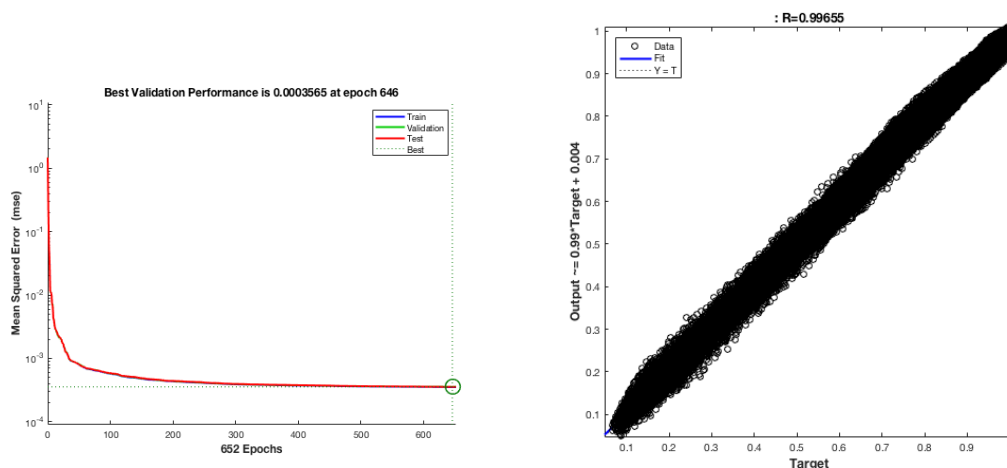 Best Validation Performance is 0.0003565 at epoch 646
Mean Squared Error (mse)
10^1
10^0
10^-1
10^-2
10^-3
10^-4
Train
Validation
Test
Best
0 100 200 300 400 500 600
652 Epochs
: R=0.99655
Output ~= 0.99*Target + 0.004
1
0.9
0.8
0.7
0.6
0.5
0.4
0.3
0.2
0.1
Data
Fit
Y = T
0.1 0.2 0.3 0.4 0.5 0.6 0.7 0.8 0.9
Target